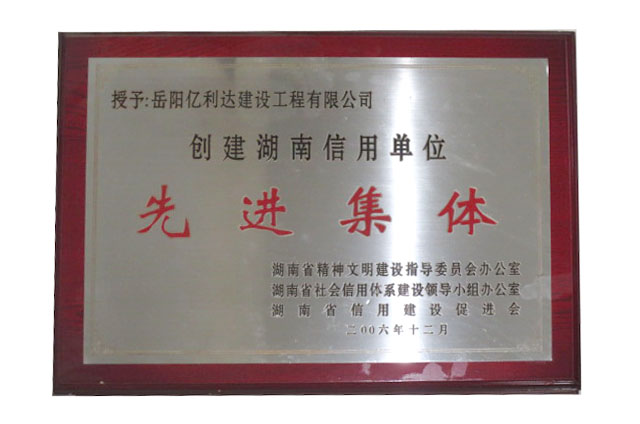 授予:岳阳亿利达建设工程有限公司
创建湖南信用单位
先进集体
湖南省精神文明建设指导委员会办公室
湖南省社会信用体系建设领导小组办公室
湖南省信用建设促进会
二00六年十二月